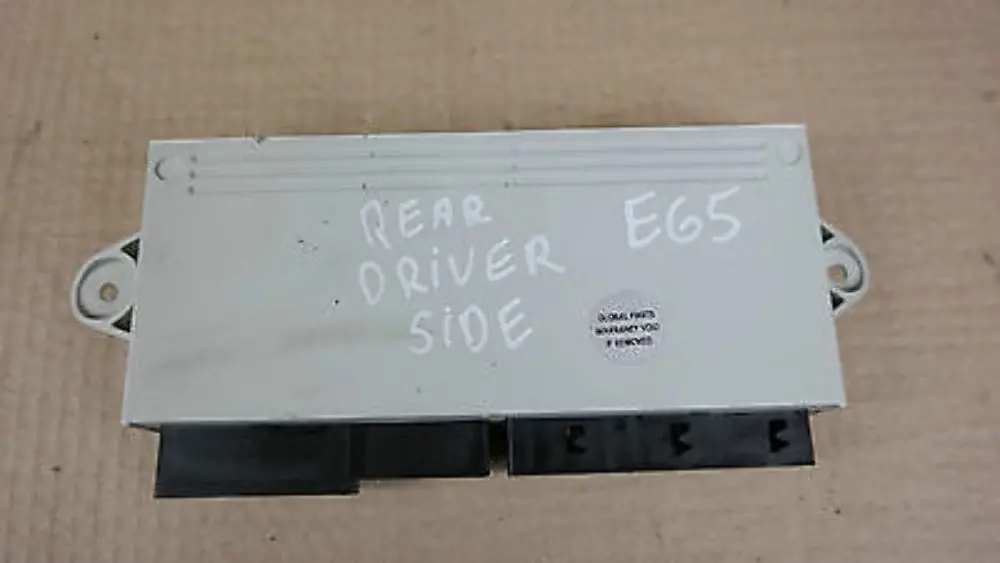 REAR
DRiVER
SiDE
E65
GLOBAL PARTS
WARRANTY VOID
IF REMOVED